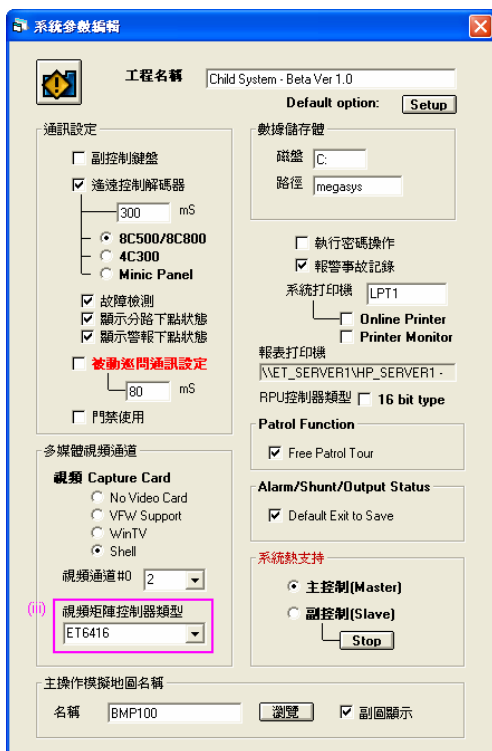 系統參數編輯
工程名稱 Child System - Beta Ver 1.0
Default option: Setup
通訊設定
副控制鍵盤
遙遠控制解碼器
300 mS
8C500/8C800
4C300
Minic Panel
故障檢測
顯示分路下點狀態
顯示警報下點狀態
被動巡問通訊設定
80 mS
門禁使用
數據儲存體
磁盤 C:
路徑 megasys
執行密碼操作
報警事故記錄
系統打印機 LPT1
Online Printer
Printer Monitor
報表打印機
\\ET_SERVER1\HP_SERVER1 -
RPU控制器類型 16 bit type
Patrol Function
Free Patrol Tour
多媒體視頻通道
視頻 Capture Card
No Video Card
VFW Support
WinTV
Shell
視頻通道#0 2
(iii) 視頻矩陣控制器類型
ET6416
Alarm/Shunt/Output Status
Default Exit to Save
系統熱支持
主控制(Master)
副控制(Slave)
Stop
主操作模擬地圖名稱
名稱 BMP100 瀏覽 副圖顯示